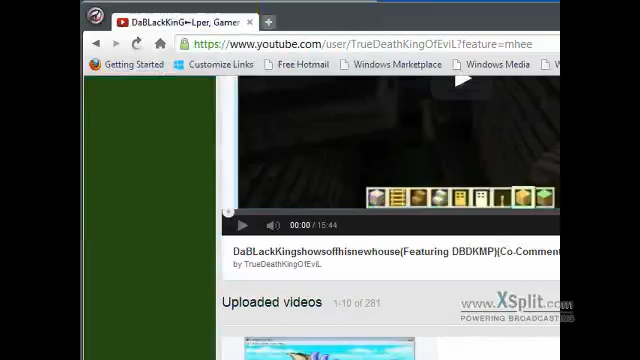 DaBLackKinG←Lper, Gamer
https://www.youtube.com/user/TrueDeathKingOfEviL?feature=mhee
Getting Started Customize Links Free Hotmail Windows Marketplace Windows Media W
00:00 / 15:44
DaBLackKingshowsoffhisnewhouse(Featuring DBDKMP)(Co-Comment
by TrueDeathKingOfEviL
Uploaded videos 1-10 of 281
www.XSplit.com
POWERING BROADCASTING